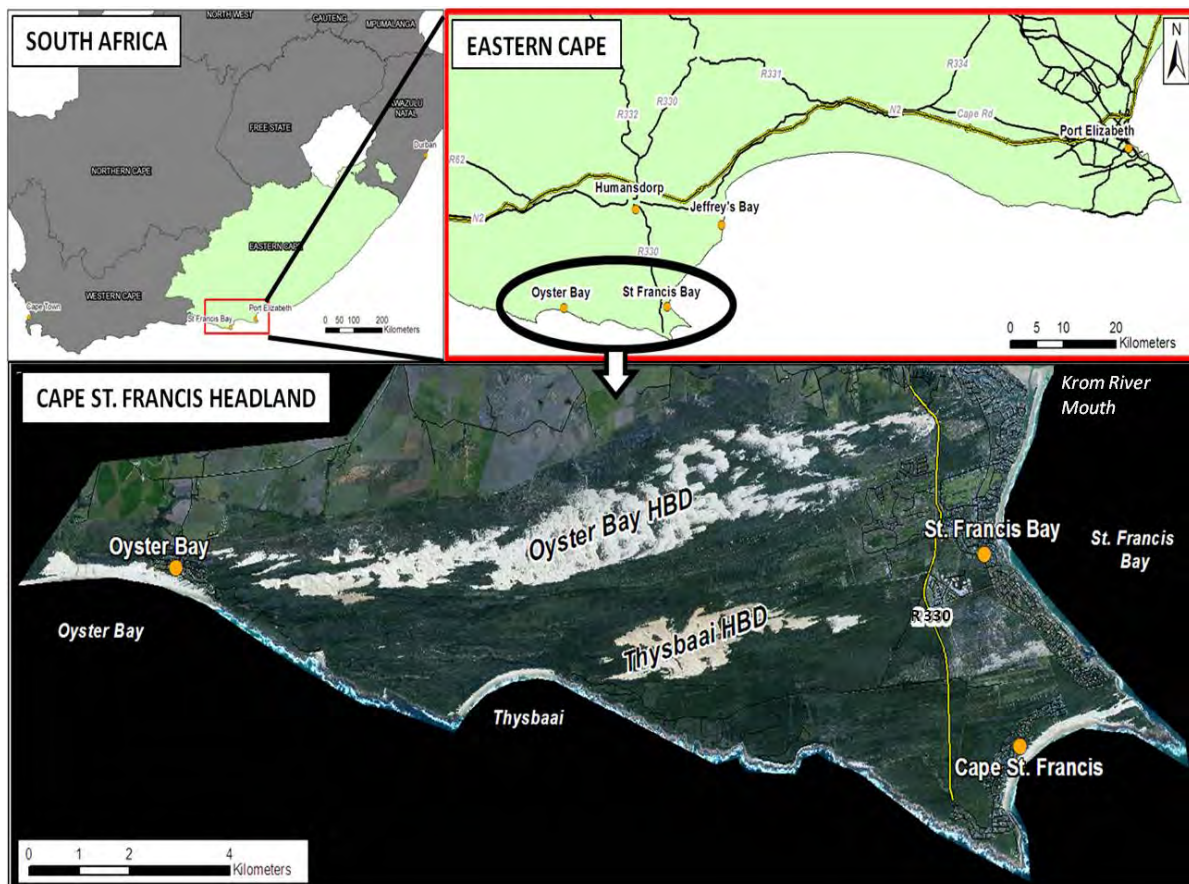 SOUTH AFRICA
NORTH WEST
GAUTENG
MPUMALANGA
FREE STATE
KWAZULU
NATAL
Durban
NORTHERN CAPE
EASTERN CAPE
WESTERN CAPE
Cape Town
St Francis Bay
Port Elizabeth
0 50 100 200
Kilometers
EASTERN CAPE
N
R334
R331
R330
R332
N2
Cape Rd
Port Elizabeth
R62
Humansdorp
Jeffrey's Bay
N2
R330
Oyster Bay
St Francis Bay
0 5 10 20
Kilometers
CAPE ST. FRANCIS HEADLAND
Krom River
Mouth
Oyster Bay HBD
Oyster Bay
St. Francis Bay
St. Francis
Bay
Oyster Bay
Thysbaai HBD
R 330
Thysbaai
Cape St. Francis
0 1 2 4
Kilometers